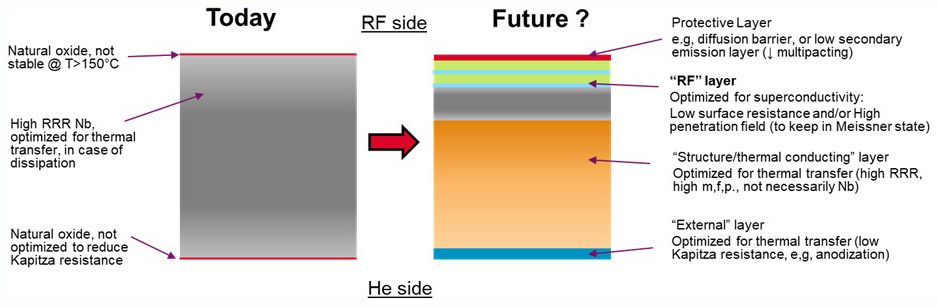 Today
RF side
Future ?
Natural oxide, not
stable @ T>150°C
High RRR Nb,
optimized for thermal
transfer, in case of
dissipation
Natural oxide, not
optimized to reduce
Kapitza resistance
Protective Layer
e.g, diffusion barrier, or low secondary
emission layer (↓ multipacting)
“RF” layer
Optimized for superconductivity:
Low surface resistance and/or High
penetration field (to keep in Meissner state)
“Structure/thermal conducting” layer
Optimized for thermal transfer (high RRR,
high m,f,p., not necessarily Nb)
“External” layer
Optimized for thermal transfer (low
Kapitza resistance, e,g, anodization)
He side